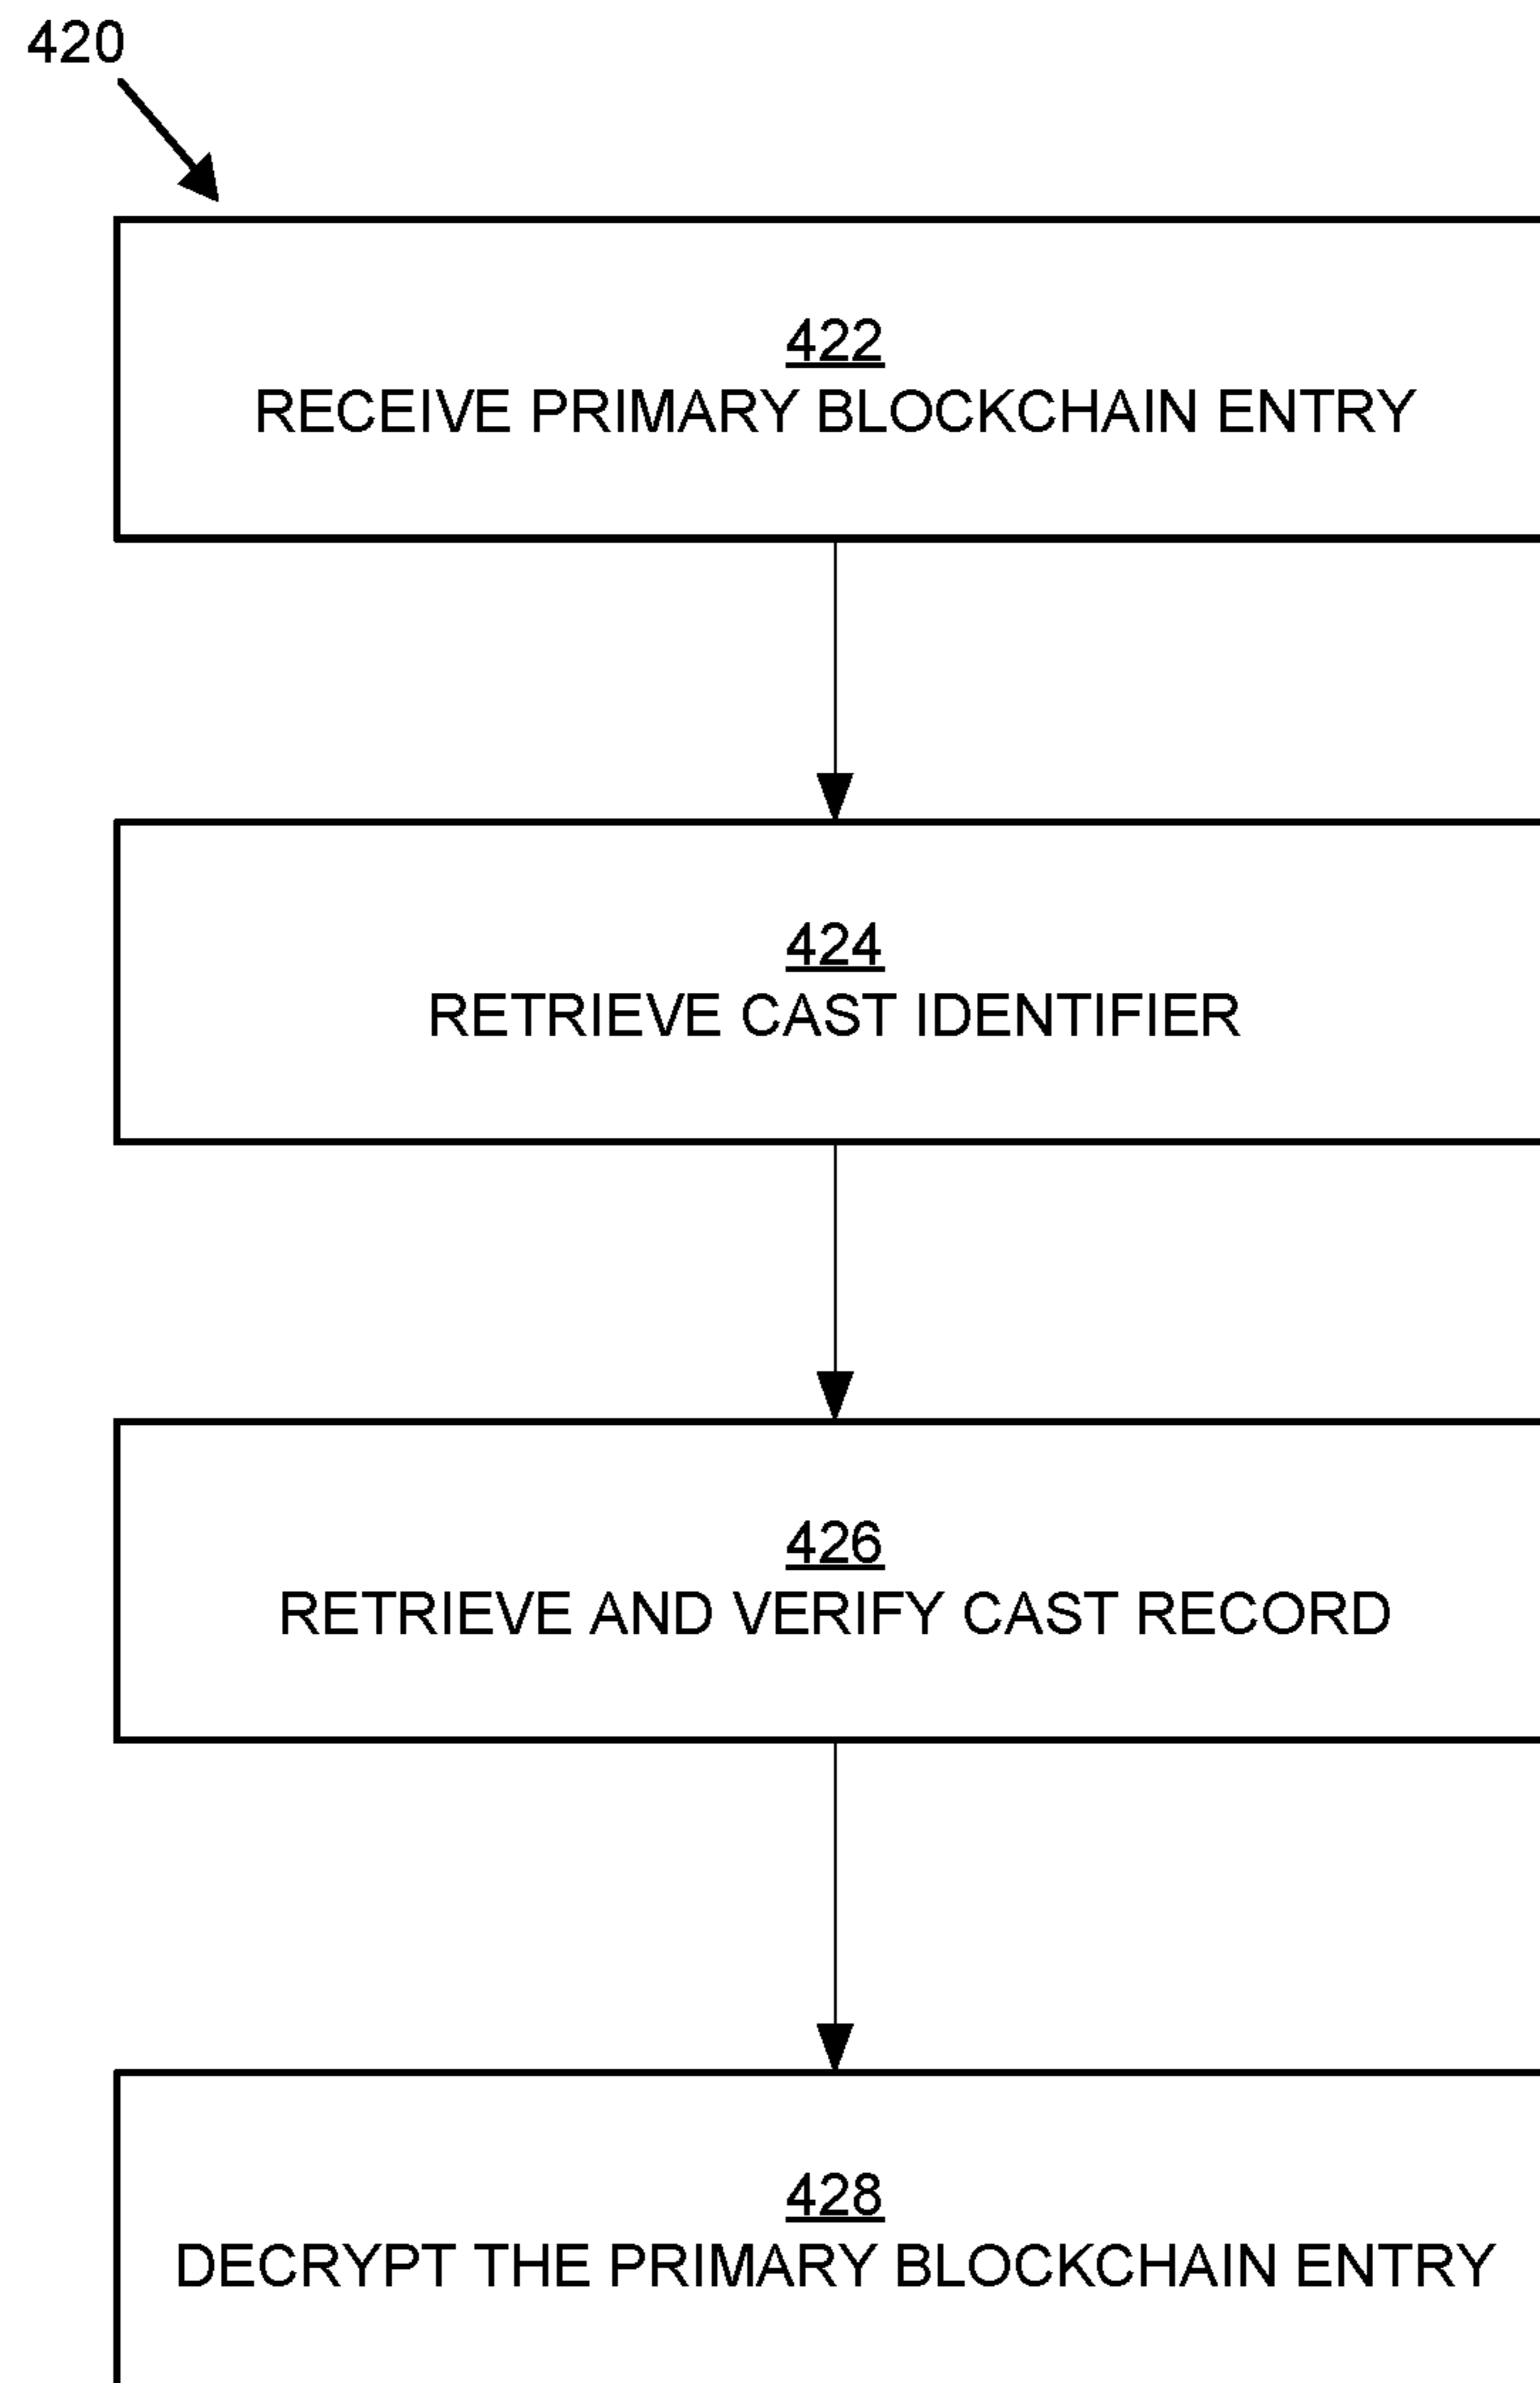 420
422
RECEIVE PRIMARY BLOCKCHAIN ENTRY
424
RETRIEVE CAST IDENTIFIER
426
RETRIEVE AND VERIFY CAST RECORD
428
DECRYPT THE PRIMARY BLOCKCHAIN ENTRY